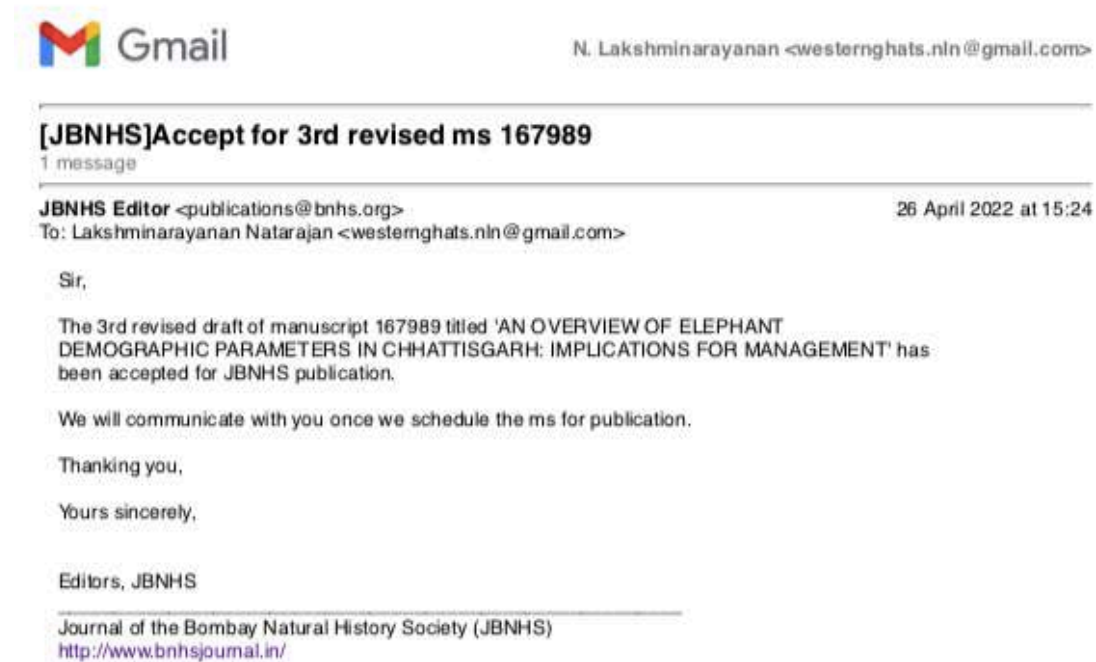 Gmail
N. Lakshminarayanan <westernghats.nln@gmail.com>
[JBNHS]Accept for 3rd revised ms 167989
1 message
JBNHS Editor <publications@bnhs.org>
26 April 2022 at 15:24
To: Lakshminarayanan Natarajan <westernghats.nln@gmail.com>
Sir,
The 3rd revised draft of manuscript 167989 titled 'AN OVERVIEW OF ELEPHANT
DEMOGRAPHIC PARAMETERS IN CHHATTISGARH: IMPLICATIONS FOR MANAGEMENT' has
been accepted for JBNHS publication.
We will communicate with you once we schedule the ms for publication.
Thanking you,
Yours sincerely,
Editors, JBNHS
Journal of the Bombay Natural History Society (JBNHS)
http://www.bnhsjournal.in/